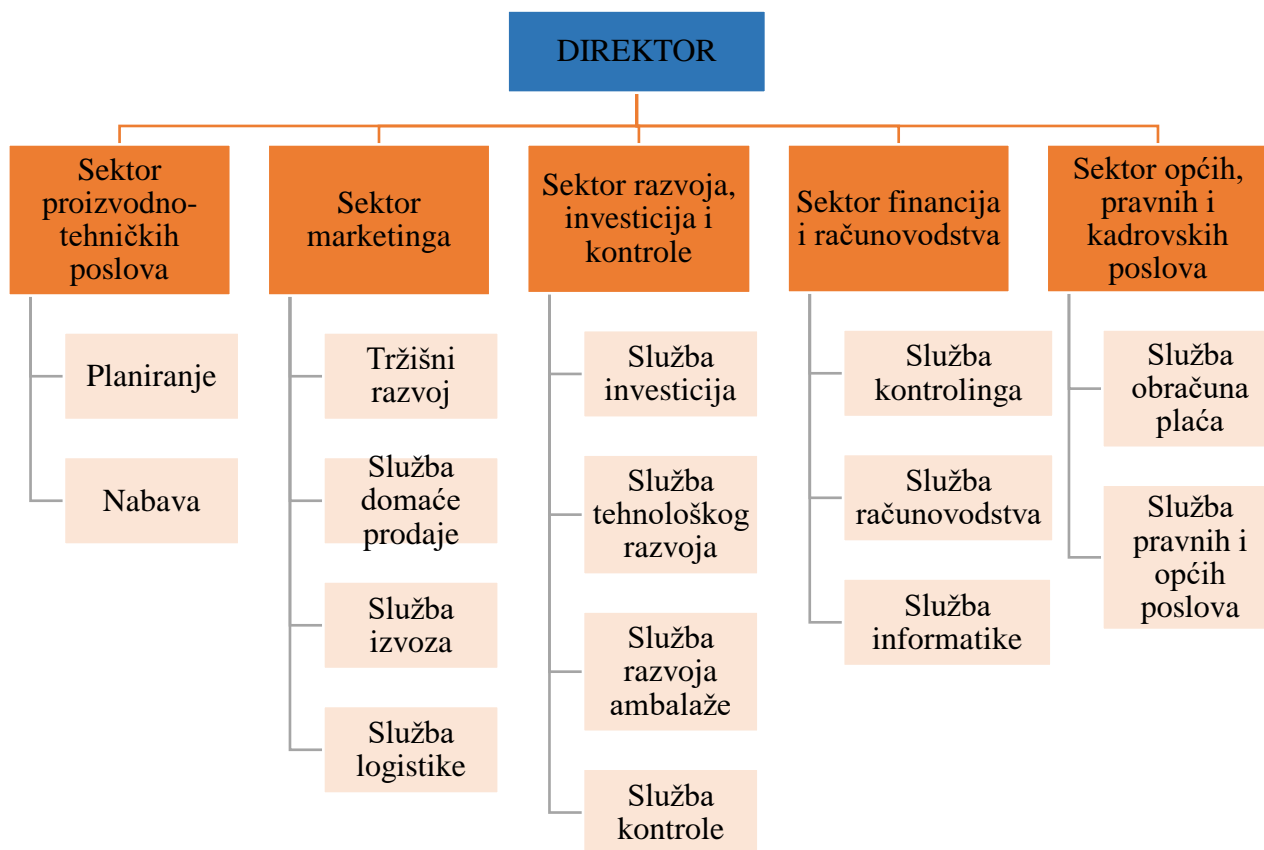 DIREKTOR
Sektor
proizvodno-
tehničkih
poslova
Planiranje
Nabava
Sektor
marketinga
Tržišni
razvoj
Služba
domaće
prodaje
Služba
izvoza
Služba
logistike
Sektor razvoja,
investicija i
kontrole
Služba
investicija
Služba
tehnološkog
razvoja
Služba
razvoja
ambalaže
Služba
kontrole
Sektor financija
i računovodstva
Služba
kontrolinga
Služba
računovodstva
Služba
informatike
Sektor općih,
pravnih i
kadrovskih
poslova
Služba
obračuna
plaća
Služba
pravnih i
općih
poslova